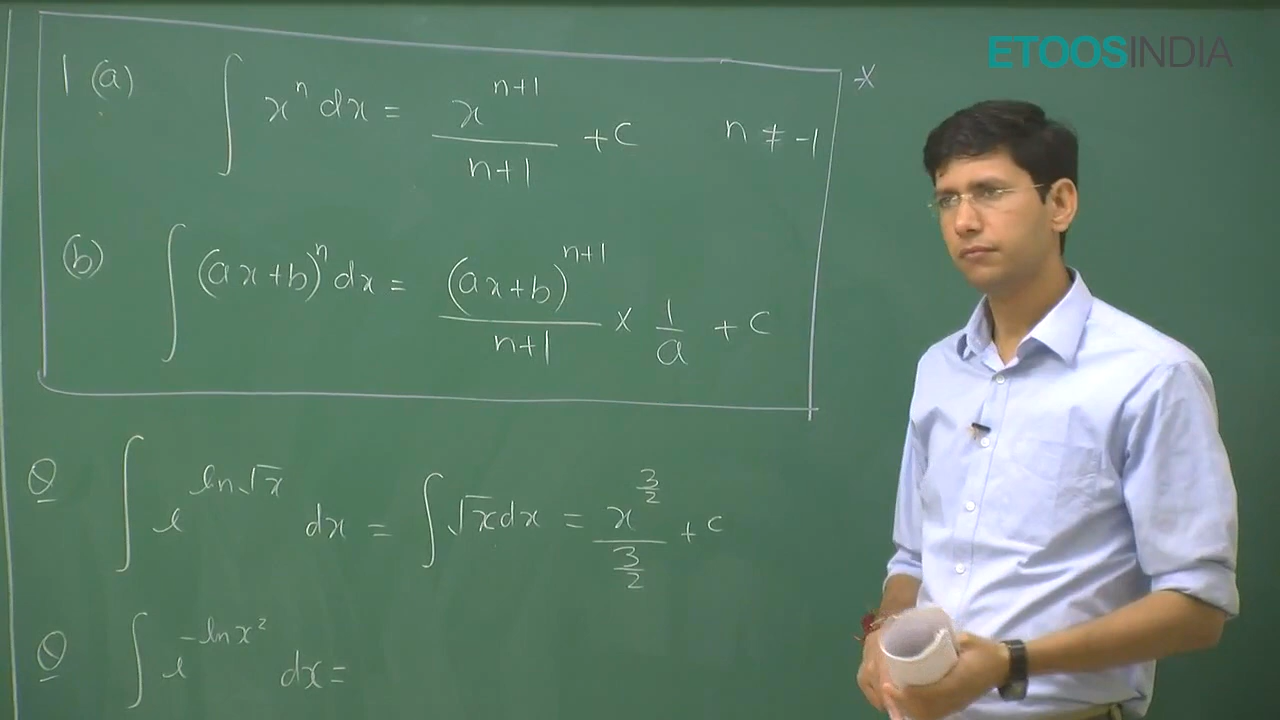 ETOOSINDIA
1 (a) ∫ xⁿ dx = x^(n+1) / (n+1) + c n ≠ -1
(b) ∫ (ax+b)ⁿ dx = (ax+b)^(n+1) / (n+1) × 1/a + c
Q ∫ e^(ln√x) dx = ∫ √x dx = x^(3/2) / (3/2) + c
Q ∫ e^(-ln x²) dx =